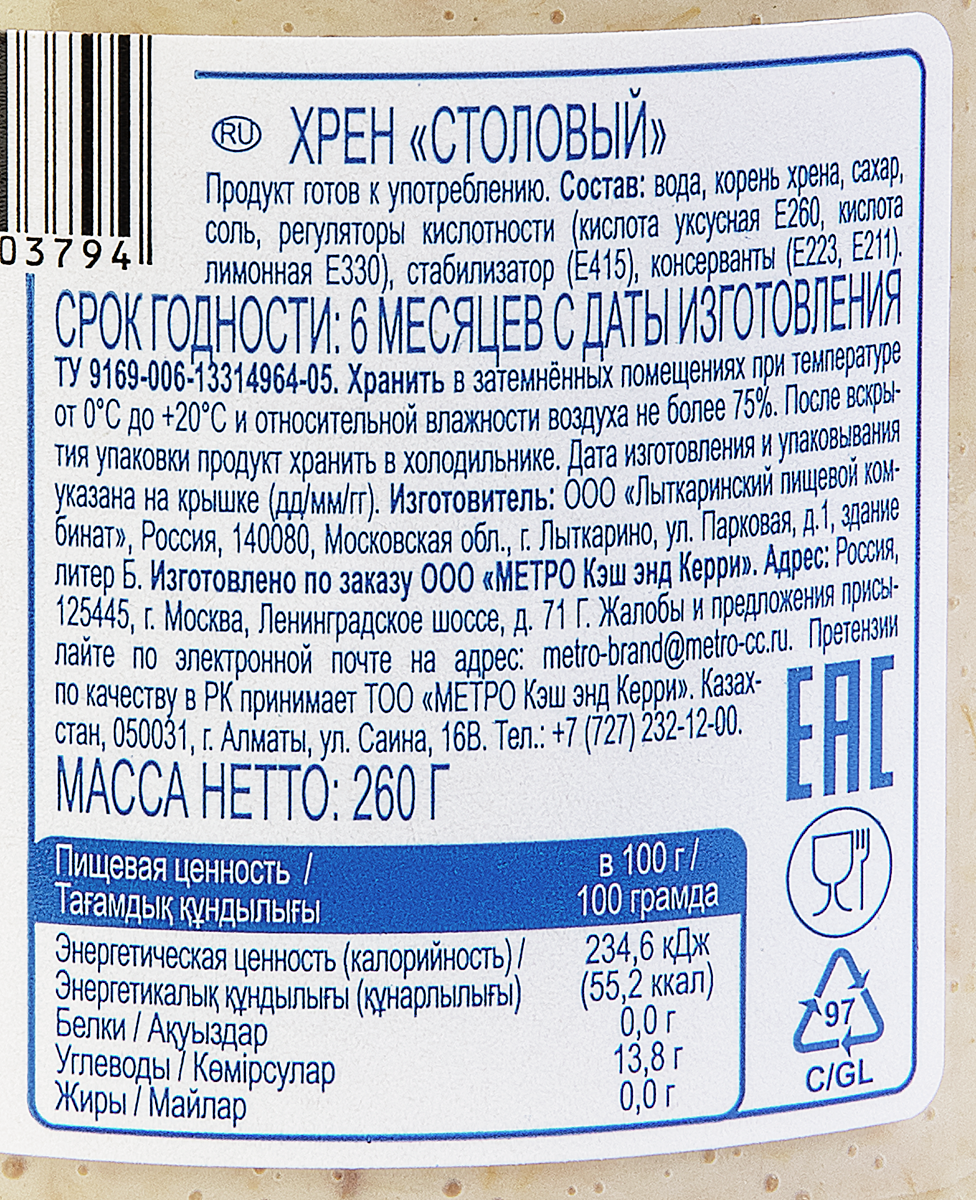 03794
RU ХРЕН «СТОЛОВЫЙ»
Продукт готов к употреблению. Состав: вода, корень хрена, сахар,
соль, регуляторы кислотности (кислота уксусная Е260, кислота
лимонная Е330), стабилизатор (Е415), консерванты (Е223, Е211).
СРОК ГОДНОСТИ: 6 МЕСЯЦЕВ С ДАТЫ ИЗГОТОВЛЕНИЯ
ТУ 9169-006-13314964-05. Хранить в затемнённых помещениях при температуре
от 0°С до +20°С и относительной влажности воздуха не более 75%. После вскры-
тия упаковки продукт хранить в холодильнике. Дата изготовления и упаковывания
указана на крышке (дд/мм/гг). Изготовитель: ООО «Лыткаринский пищевой ком-
бинат», Россия, 140080, Московская обл., г. Лыткарино, ул. Парковая, д.1, здание
литер Б. Изготовлено по заказу ООО «МЕТРО Кэш энд Керри». Адрес: Россия,
125445, г. Москва, Ленинградское шоссе, д. 71 Г. Жалобы и предложения присы-
лайте по электронной почте на адрес: metro-brand@metro-cc.ru. Претензии
по качеству в РК принимает ТОО «МЕТРО Кэш энд Керри». Казах-
стан, 050031, г. Алматы, ул. Саина, 16В. Тел.: +7 (727) 232-12-00.
EAC
МАССА НЕТТО: 260 Г
Пищевая ценность / в 100 г /
Тағамдық құндылығы 100 грамда
Энергетическая ценность (калорийность) / 234,6 кДж
Энергетикалық құндылығы (құнарлылығы) (55,2 ккал)
Белки / Ақуыздар 0,0 г
Углеводы / Көмірсулар 13,8 г
Жиры / Майлар 0,0 г
97
C/GL